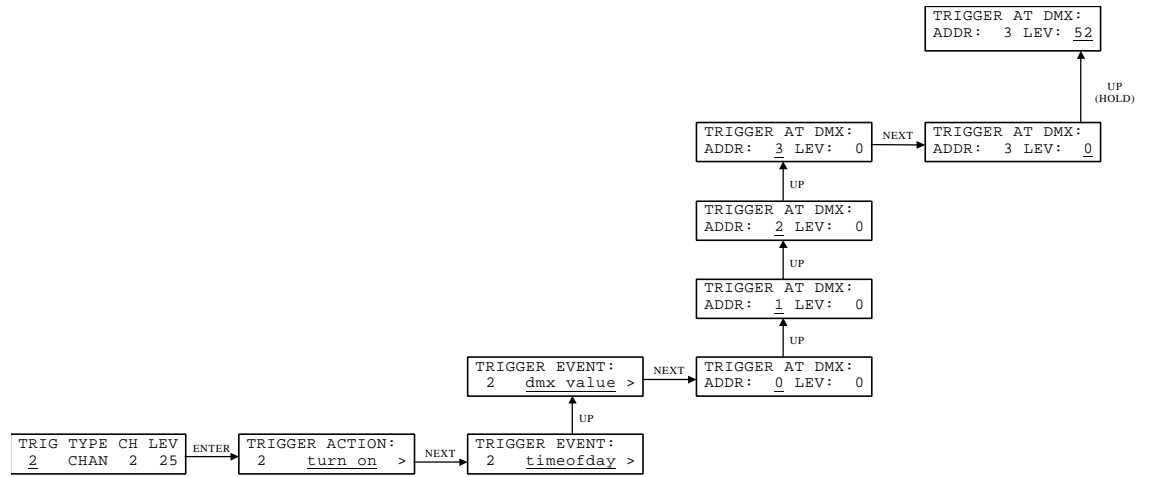 TRIGGER AT DMX:
ADDR: 3 LEV: 52
UP
(HOLD)
TRIGGER AT DMX:
ADDR: 3 LEV: 0
NEXT
TRIGGER AT DMX:
ADDR: 3 LEV: 0
UP
TRIGGER AT DMX:
ADDR: 2 LEV: 0
UP
TRIGGER AT DMX:
ADDR: 1 LEV: 0
UP
TRIGGER EVENT:
2 dmx value >
NEXT
TRIGGER AT DMX:
ADDR: 0 LEV: 0
UP
TRIG TYPE CH LEV
2 CHAN 2 25
ENTER
TRIGGER ACTION:
2 turn on >
NEXT
TRIGGER EVENT:
2 timeofday >